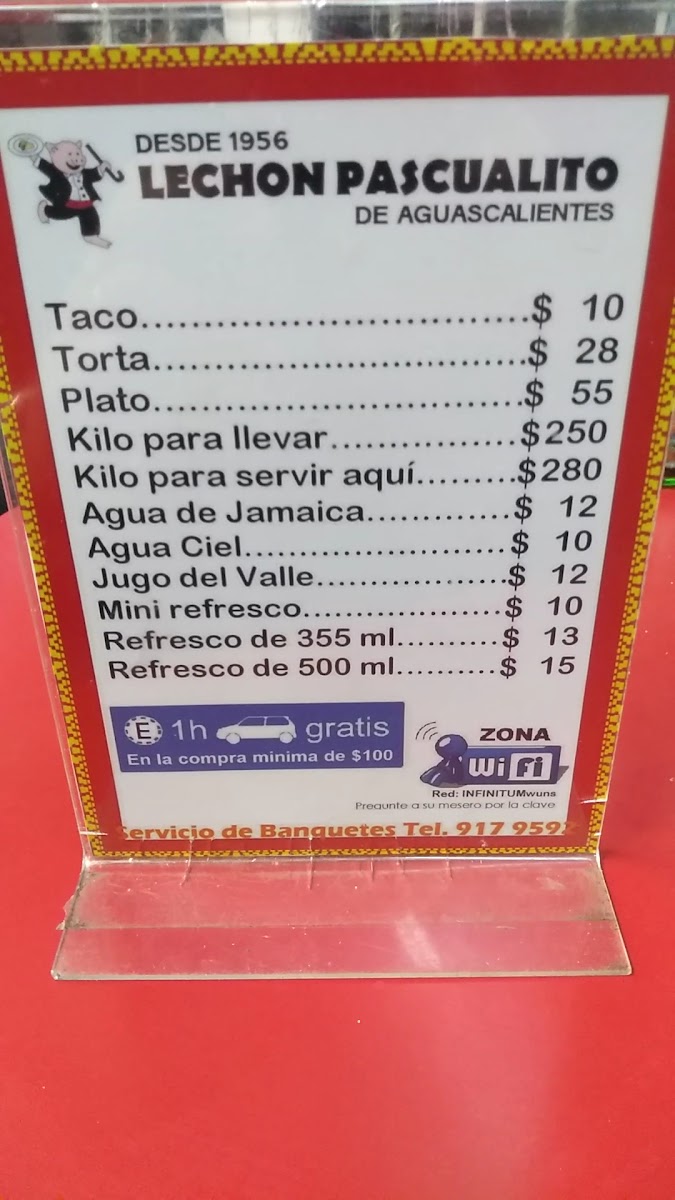 DESDE 1956
LECHON PASCUALITO
DE AGUASCALIENTES
Taco................................$ 10
Torta...............................$ 28
Plato...............................$ 55
Kilo para llevar................$250
Kilo para servir aquí.........$280
Agua de Jamaica.............$ 12
Agua Ciel........................$ 10
Jugo del Valle..................$ 12
Mini refresco...................$ 10
Refresco de 355 ml..........$ 13
Refresco de 500 ml..........$ 15
E 1h gratis
En la compra minima de $100
ZONA
Wi Fi
Red: INFINITUMwuns
Pregunte a su mesero por la clave
Servicio de Banquetes Tel. 917 9592